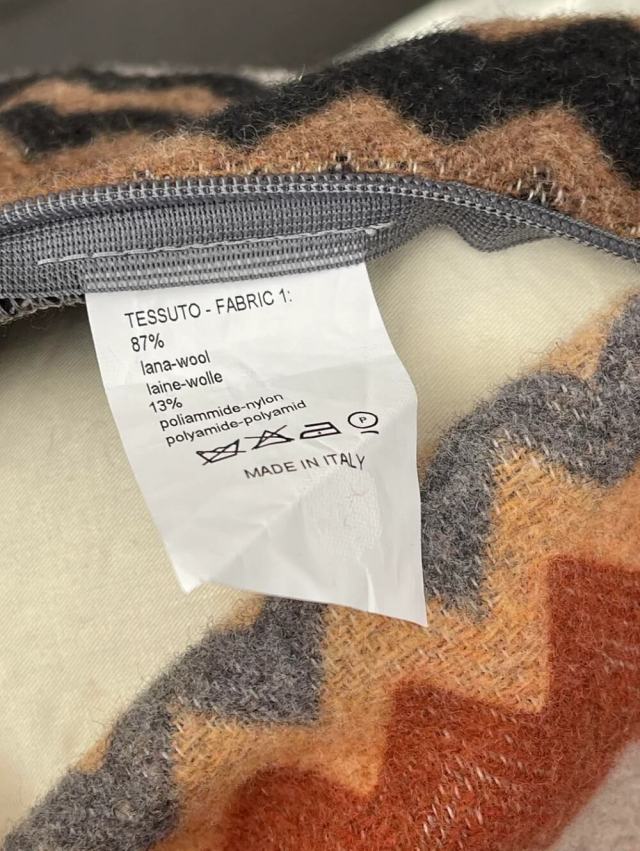 TESSUTO - FABRIC 1:
87%
lana-wool
laine-wolle
13%
poliammide-nylon
polyamide-polyamid
P
MADE IN ITALY